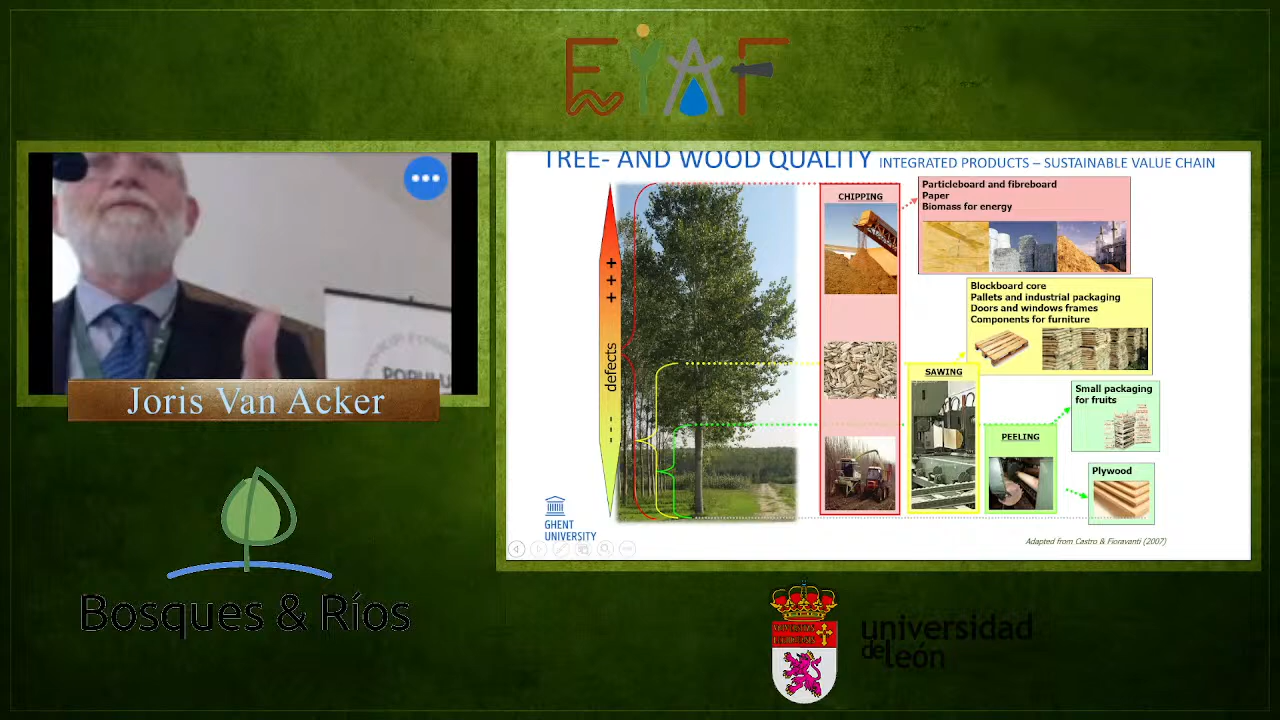 EIAF
TREE- AND WOOD QUALITY INTEGRATED PRODUCTS – SUSTAINABLE VALUE CHAIN
+ + +
defects
- - -
CHIPPING
Particleboard and fibreboard
Paper
Biomass for energy
Blockboard core
Pallets and industrial packaging
Doors and windows frames
Components for furniture
SAWING
Small packaging
for fruits
PEELING
Plywood
GHENT
UNIVERSITY
Adapted from Castro & Fioravanti (2007)
POPULU
Joris Van Acker
Bosques & Ríos
universidad
de león